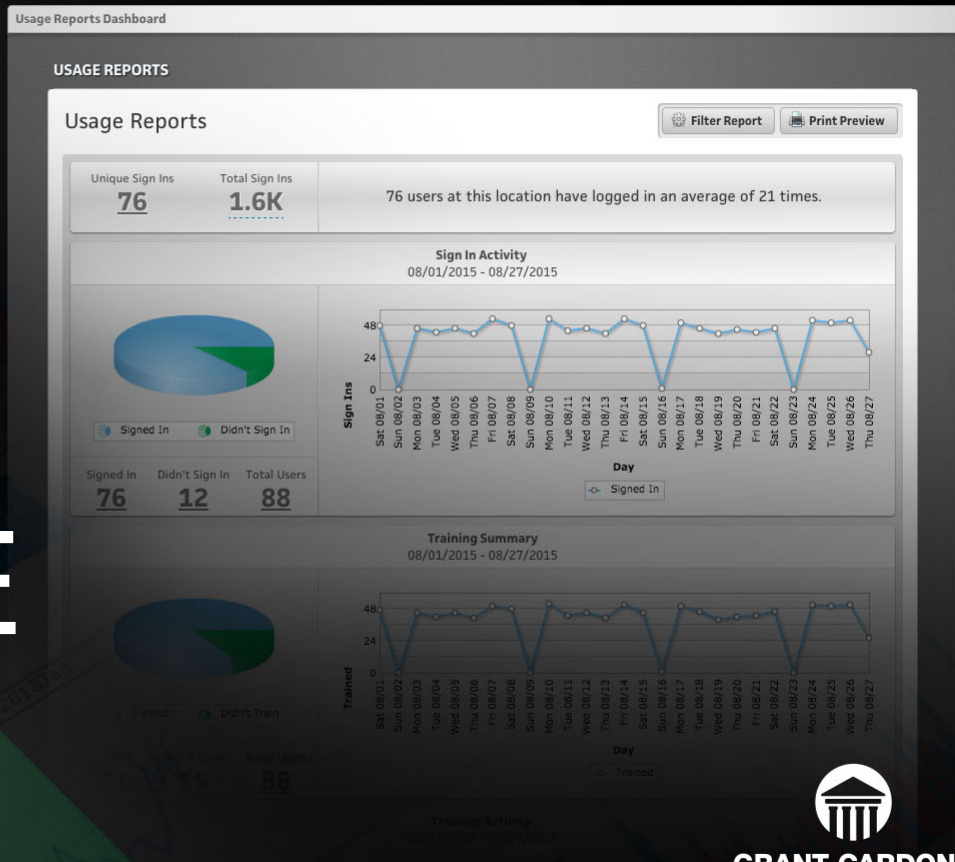 Usage Reports Dashboard
USAGE REPORTS
Usage Reports
Filter Report
Print Preview
Unique Sign Ins
76
Total Sign Ins
1.6K
76 users at this location have logged in an average of 21 times.
Sign In Activity
08/01/2015 - 08/27/2015
Signed In
Didn't Sign In
Signed In
76
Didn't Sign In
12
Total Users
88
Sign Ins
48
24
0
Sat 08/01
Sun 08/02
Mon 08/03
Tue 08/04
Wed 08/05
Thu 08/06
Fri 08/07
Sat 08/08
Sun 08/09
Mon 08/10
Tue 08/11
Wed 08/12
Thu 08/13
Fri 08/14
Sat 08/15
Sun 08/16
Mon 08/17
Tue 08/18
Wed 08/19
Thu 08/20
Fri 08/21
Sat 08/22
Sun 08/23
Mon 08/24
Tue 08/25
Wed 08/26
Thu 08/27
Day
Signed In
Training Summary
08/01/2015 - 08/27/2015
Trained
Didn't Train
Total Users
88
Trained
48
24
0
Sat 08/01
Sun 08/02
Mon 08/03
Tue 08/04
Wed 08/05
Thu 08/06
Fri 08/07
Sat 08/08
Sun 08/09
Mon 08/10
Tue 08/11
Wed 08/12
Thu 08/13
Fri 08/14
Sat 08/15
Sun 08/16
Mon 08/17
Tue 08/18
Wed 08/19
Thu 08/20
Fri 08/21
Sat 08/22
Sun 08/23
Mon 08/24
Tue 08/25
Wed 08/26
Thu 08/27
Day
Trained
Training Activity
08/01/2015 - 08/27/2015
GRANT CARDON